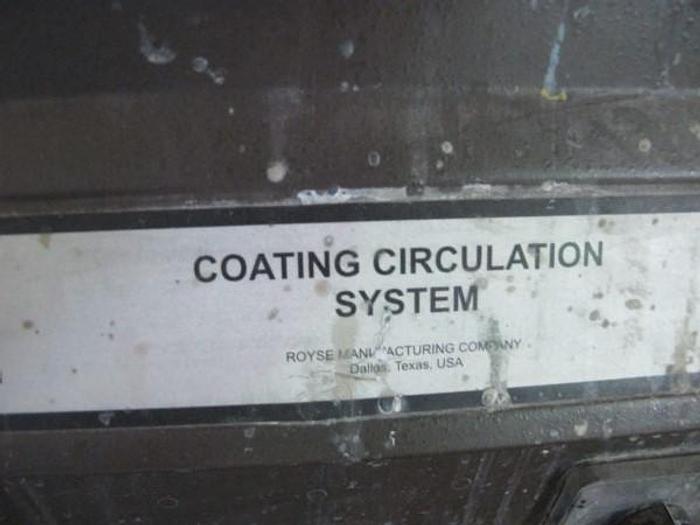 COATING CIRCULATION
SYSTEM
ROYSE MANUFACTURING COMPANY
Dallas, Texas, USA